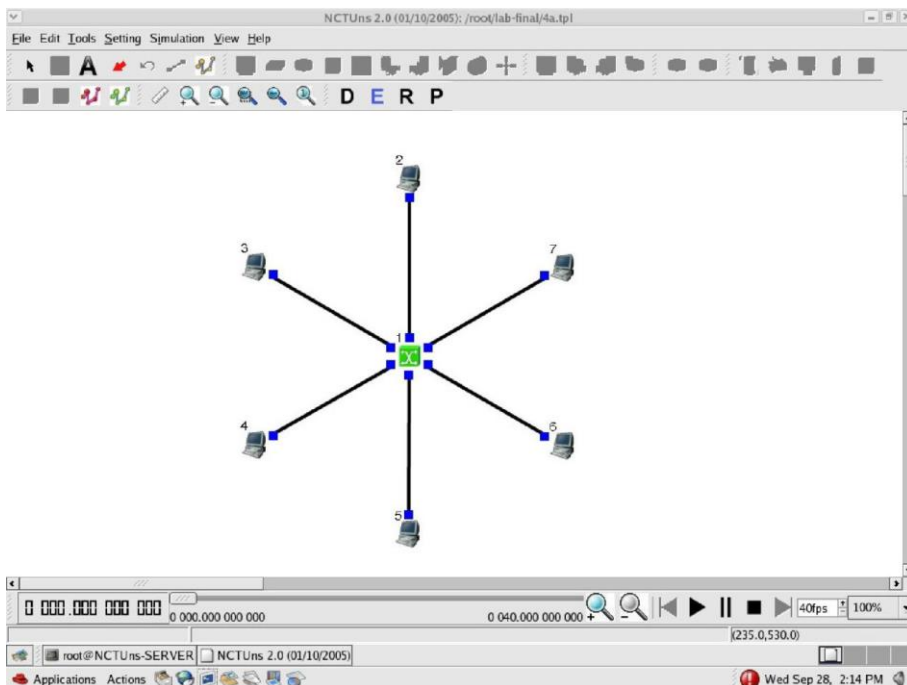 NCTUns 2.0 (01/10/2005): /root/lab-final/4a.tpl
File Edit Tools Setting Simulation View Help
A
D E R P
2
3
7
1
4
6
5
0 000.000 000 000
0 000.000 000 000
0 040.000 000 000
40fps
100%
(235.0,530.0)
root@NCTUns-SERVER
NCTUns 2.0 (01/10/2005)
Applications Actions
Wed Sep 28, 2:14 PM